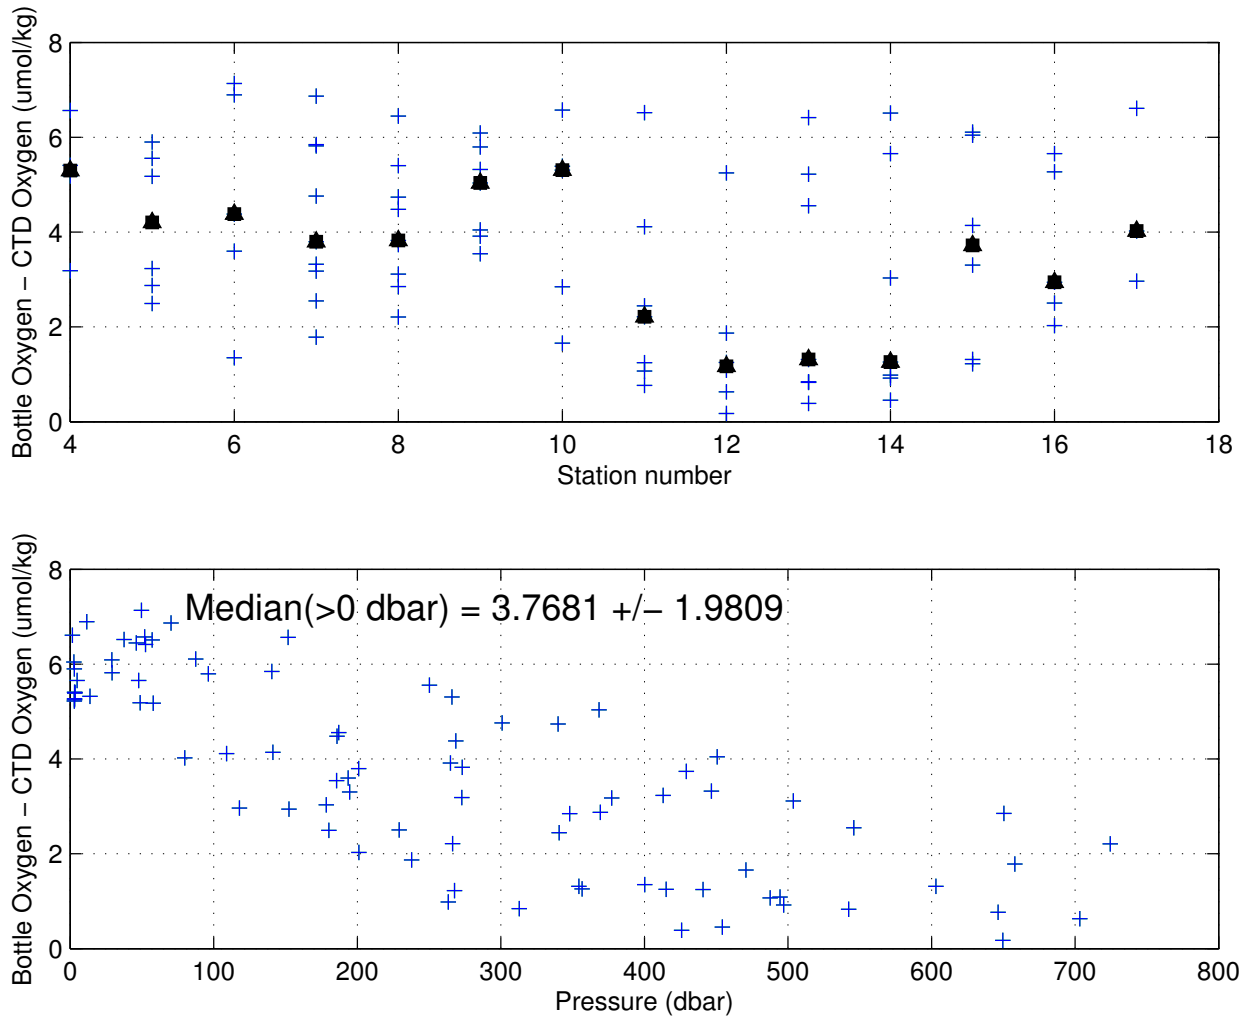 Bottle Oxygen – CTD Oxygen (umol/kg)
8
6
4
2
0
4 6 8 10 12 14 16 18
Station number
Bottle Oxygen – CTD Oxygen (umol/kg)
8
Median(>0 dbar) = 3.7681 +/– 1.9809
6
4
2
0
0 100 200 300 400 500 600 700 800
Pressure (dbar)